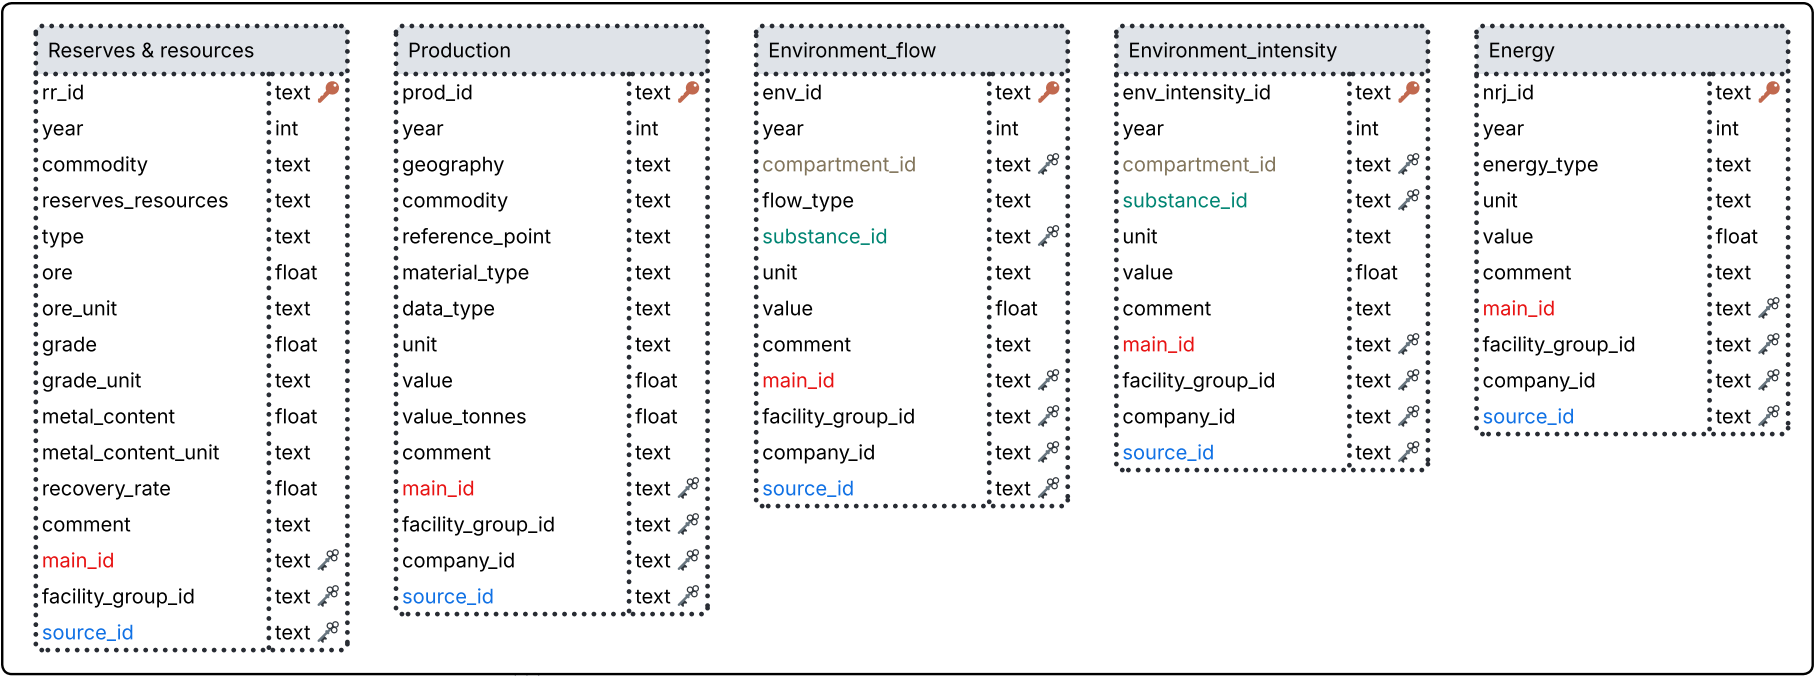 Reserves & resources
rr_id text
year int
commodity text
reserves_resources text
type text
ore float
ore_unit text
grade float
grade_unit text
metal_content float
metal_content_unit text
recovery_rate float
comment text
main_id text
facility_group_id text
source_id text
Production
prod_id text
year int
geography text
commodity text
reference_point text
material_type text
data_type text
unit text
value float
value_tonnes float
comment text
main_id text
facility_group_id text
company_id text
source_id text
Environment_flow
env_id text
year int
compartment_id text
flow_type text
substance_id text
unit text
value float
comment text
main_id text
facility_group_id text
company_id text
source_id text
Environment_intensity
env_intensity_id text
year int
compartment_id text
substance_id text
unit text
value float
comment text
main_id text
facility_group_id text
company_id text
source_id text
Energy
nrj_id text
year int
energy_type text
unit text
value float
comment text
main_id text
facility_group_id text
company_id text
source_id text